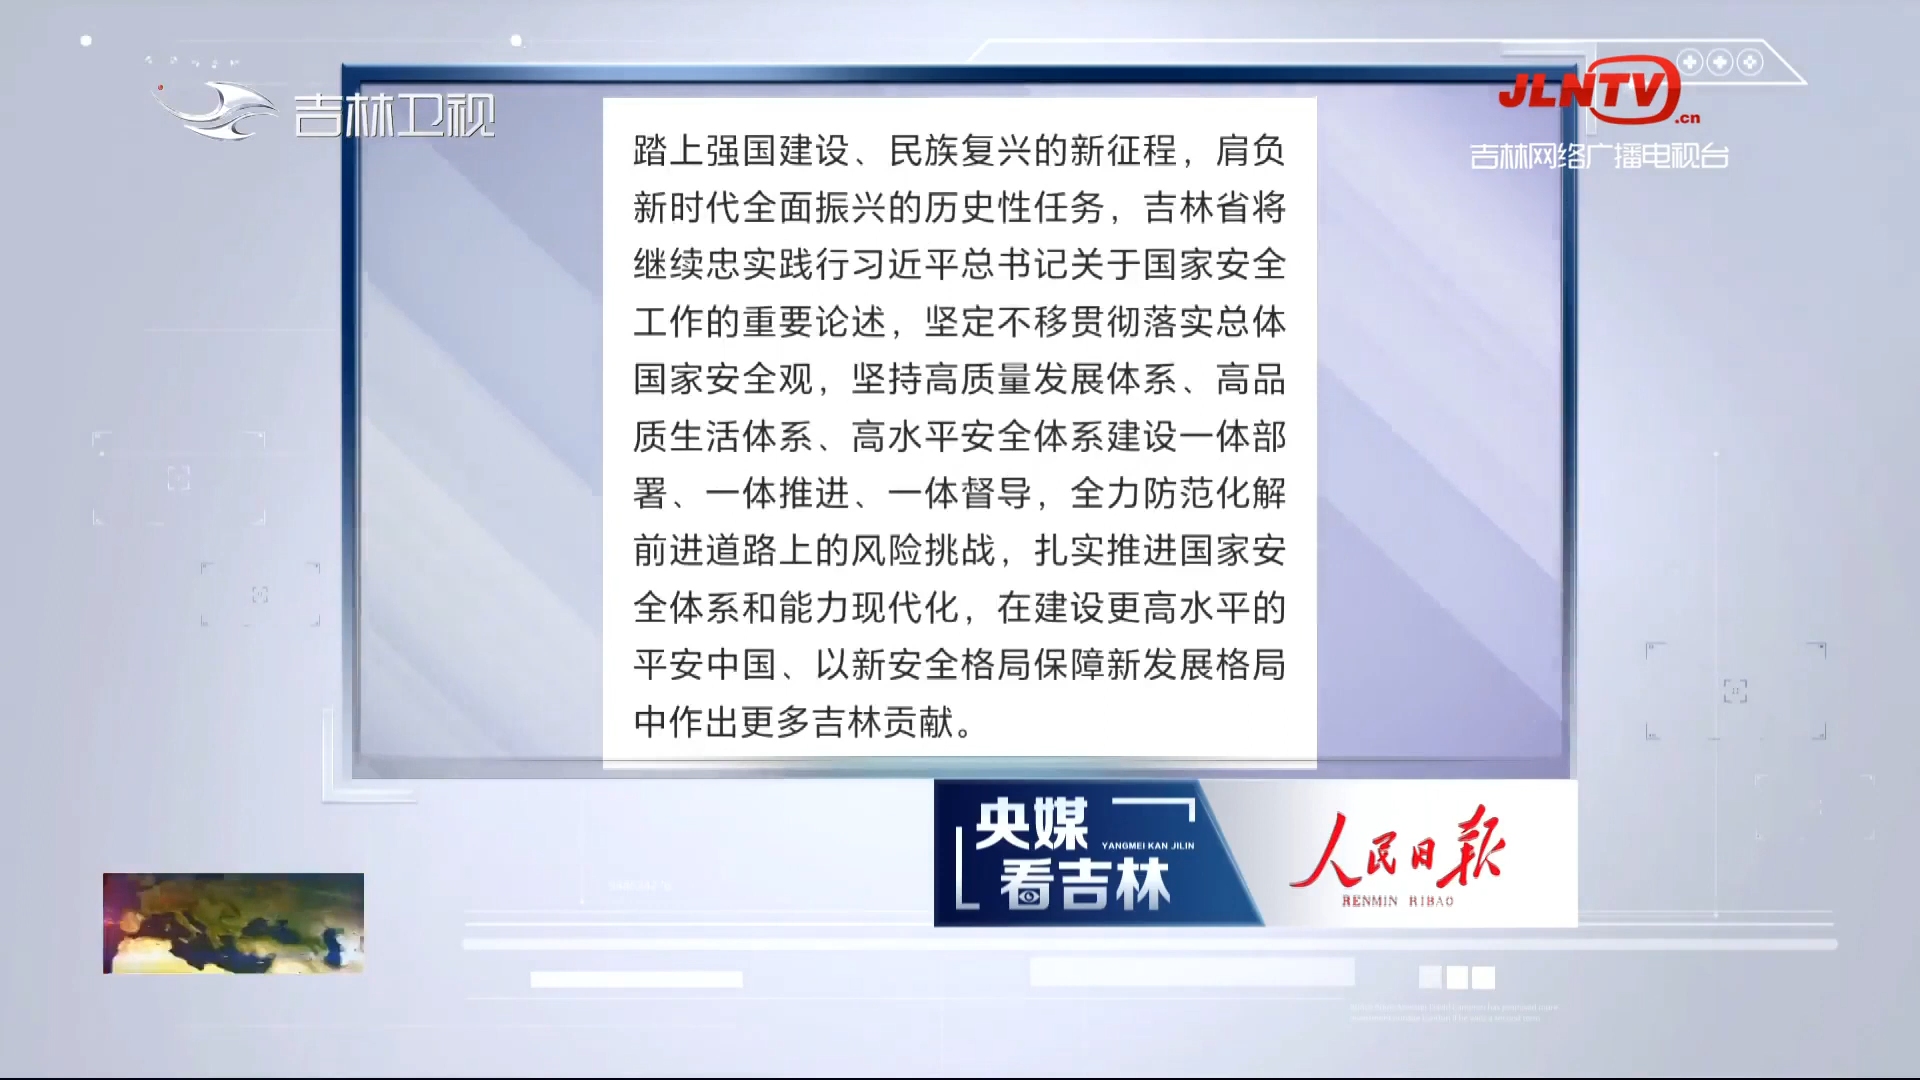 吉林卫视
JLNTV.cn
吉林网络广播电视台
踏上强国建设、民族复兴的新征程，肩负
新时代全面振兴的历史性任务，吉林省将
继续忠实践行习近平总书记关于国家安全
工作的重要论述，坚定不移贯彻落实总体
国家安全观，坚持高质量发展体系、高品
质生活体系、高水平安全体系建设一体部
署、一体推进、一体督导，全力防范化解
前进道路上的风险挑战，扎实推进国家安
全体系和能力现代化，在建设更高水平的
平安中国、以新安全格局保障新发展格局
中作出更多吉林贡献。
央媒
YANGMEI KAN JILIN
看吉林
人民日报
RENMIN RIBAO